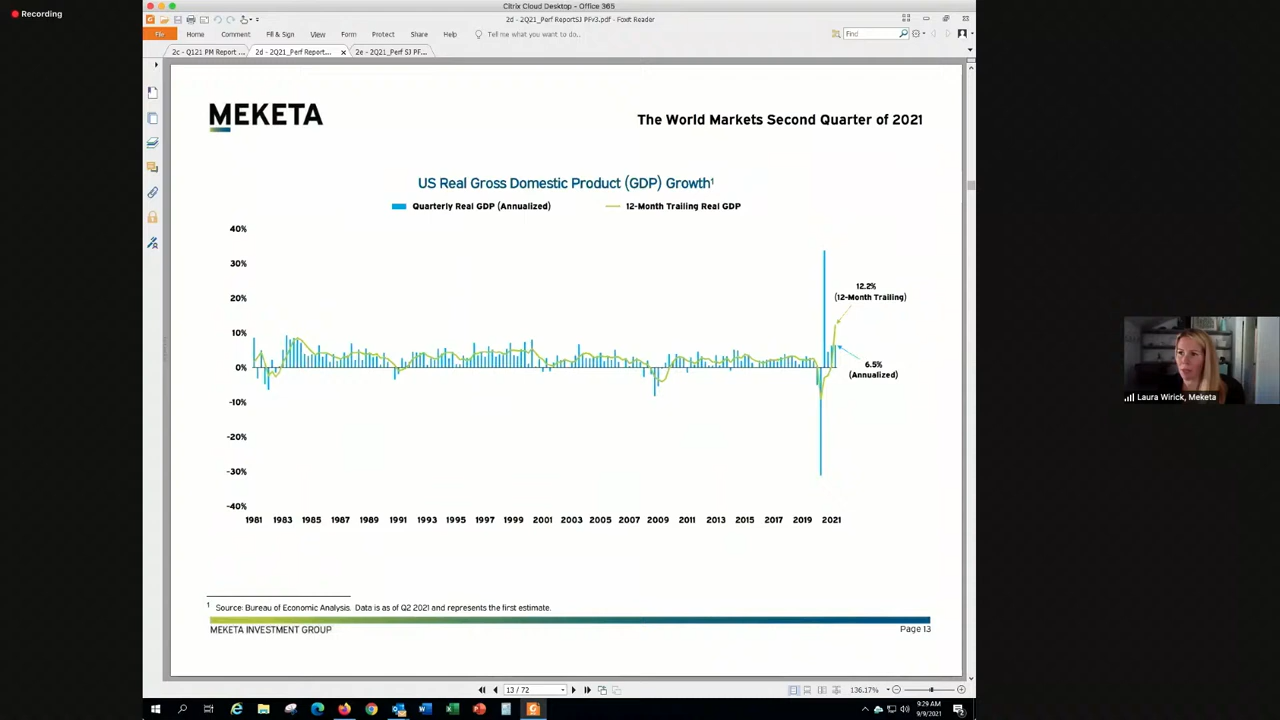 Recording
Citrix Cloud Desktop - Office 365
2d - 2Q21_Perf ReportSJ PFv3.pdf - Foxit Reader
File Home Comment Fill & Sign View Form Protect Share Help Tell me what you want to do.. Find
2c - Q121 PM Report ... 2d - 2Q21_Perf Report... 2e - 2Q21_Perf SJ PF...
MEKETA
The World Markets Second Quarter of 2021
US Real Gross Domestic Product (GDP) Growth1
Quarterly Real GDP (Annualized) 12-Month Trailing Real GDP
40%
30%
20%
10%
0%
-10%
-20%
-30%
-40%
12.2%
(12-Month Trailing)
6.5%
(Annualized)
1981 1983 1985 1987 1989 1991 1993 1995 1997 1999 2001 2003 2005 2007 2009 2011 2013 2015 2017 2019 2021
1 Source: Bureau of Economic Analysis. Data is as of Q2 2021 and represents the first estimate.
MEKETA INVESTMENT GROUP
Page 13
Laura Wirick, Meketa
13 / 72
136.17%
9:29 AM
9/9/2021